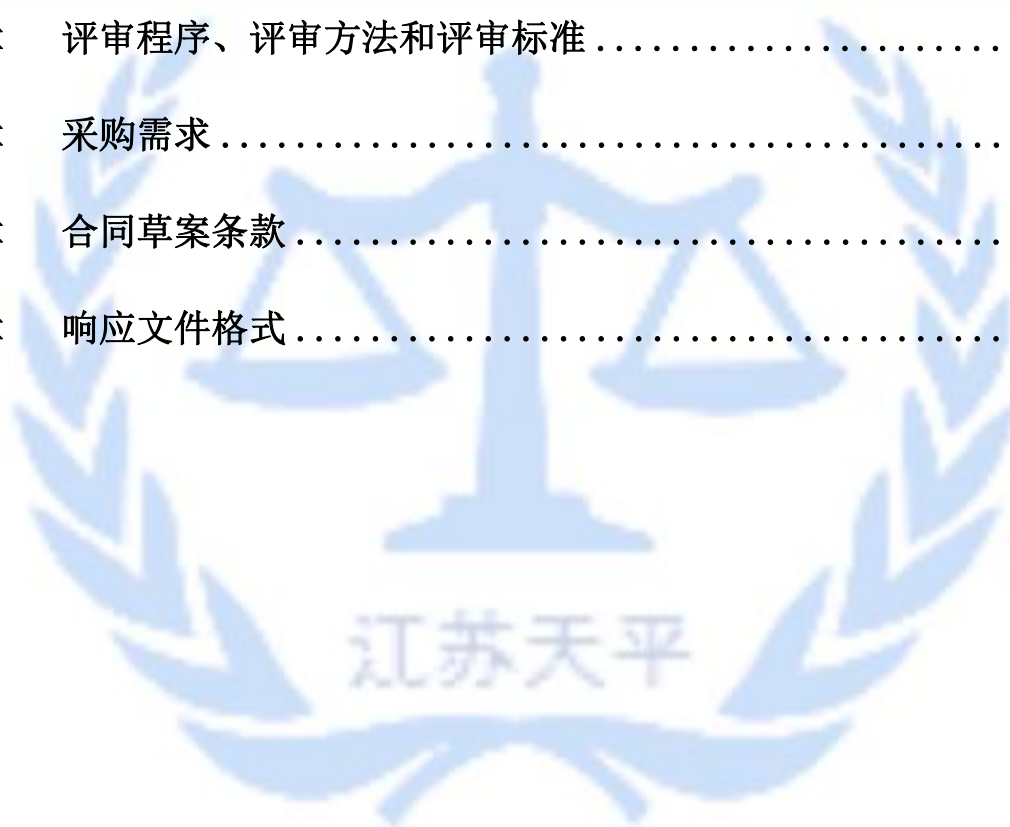 评审程序、评审方法和评审标准......................
采购需求..........................................
合同草案条款......................................
响应文件格式......................................
江苏天平